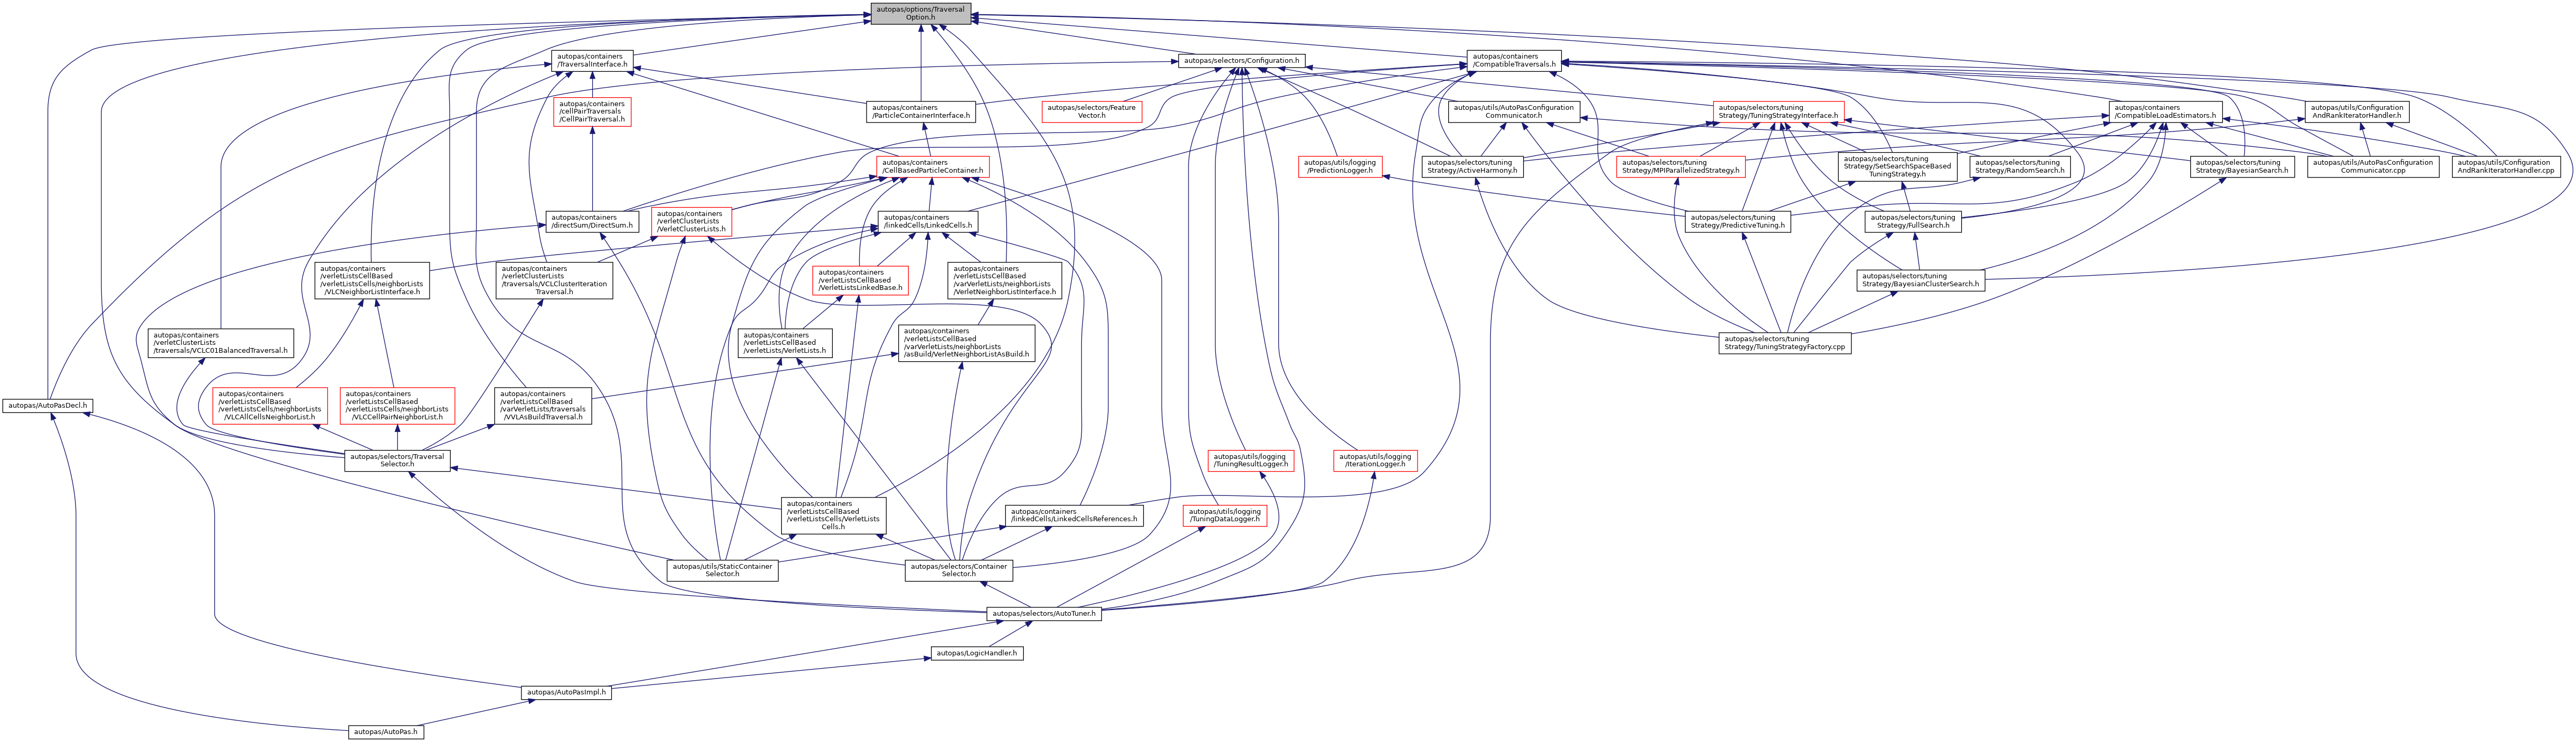 autopas/options/Traversal
Option.h
autopas/containers
/TraversalInterface.h
autopas/selectors/Configuration.h
autopas/containers
/CompatibleTraversals.h
autopas/containers
/cellPairTraversals
/CellPairTraversal.h
autopas/containers
/ParticleContainerInterface.h
autopas/selectors/Feature
Vector.h
autopas/utils/AutoPasConfiguration
Communicator.h
autopas/selectors/tuning
Strategy/TuningStrategyInterface.h
autopas/containers
/CompatibleLoadEstimators.h
autopas/utils/Configuration
AndRankIteratorHandler.h
autopas/containers
/CellBasedParticleContainer.h
autopas/utils/logging
/PredictionLogger.h
autopas/selectors/tuning
Strategy/ActiveHarmony.h
autopas/selectors/tuning
Strategy/MPIParallelizedStrategy.h
autopas/selectors/tuning
Strategy/SetSearchSpaceBased
TuningStrategy.h
autopas/selectors/tuning
Strategy/RandomSearch.h
autopas/selectors/tuning
Strategy/BayesianSearch.h
autopas/utils/AutoPasConfiguration
Communicator.cpp
autopas/utils/Configuration
AndRankIteratorHandler.cpp
autopas/containers
/directSum/DirectSum.h
autopas/containers
/verletClusterLists
/VerletClusterLists.h
autopas/containers
/linkedCells/LinkedCells.h
autopas/selectors/tuning
Strategy/PredictiveTuning.h
autopas/selectors/tuning
Strategy/FullSearch.h
autopas/containers
/verletListsCellBased
/verletListsCells/neighborLists
/VLCNeighborListInterface.h
autopas/containers
/verletClusterLists
/traversals/VCLClusterIteration
Traversal.h
autopas/containers
/verletListsCellBased
/VerletListsLinkedBase.h
autopas/containers
/verletListsCellBased
/varVerletLists/neighborLists
/VerletNeighborListInterface.h
autopas/selectors/tuning
Strategy/BayesianClusterSearch.h
autopas/containers
/verletClusterLists
/traversals/VCLC01BalancedTraversal.h
autopas/containers
/verletListsCellBased
/verletLists/VerletLists.h
autopas/containers
/verletListsCellBased
/varVerletLists/neighborLists
/asBuild/VerletNeighborListAsBuild.h
autopas/selectors/tuning
Strategy/TuningStrategyFactory.cpp
autopas/AutoPasDecl.h
autopas/containers
/verletListsCellBased
/verletListsCells/neighborLists
/VLCAllCellsNeighborList.h
autopas/containers
/verletListsCellBased
/verletListsCells/neighborLists
/VLCCellPairNeighborList.h
autopas/containers
/verletListsCellBased
/varVerletLists/traversals
/VVLAsBuildTraversal.h
autopas/selectors/Traversal
Selector.h
autopas/utils/logging
/TuningResultLogger.h
autopas/utils/logging
/IterationLogger.h
autopas/containers
/verletListsCellBased
/verletListsCells/VerletLists
Cells.h
autopas/containers
/linkedCells/LinkedCellsReferences.h
autopas/utils/logging
/TuningDataLogger.h
autopas/utils/StaticContainer
Selector.h
autopas/selectors/Container
Selector.h
autopas/selectors/AutoTuner.h
autopas/LogicHandler.h
autopas/AutoPasImpl.h
autopas/AutoPas.h